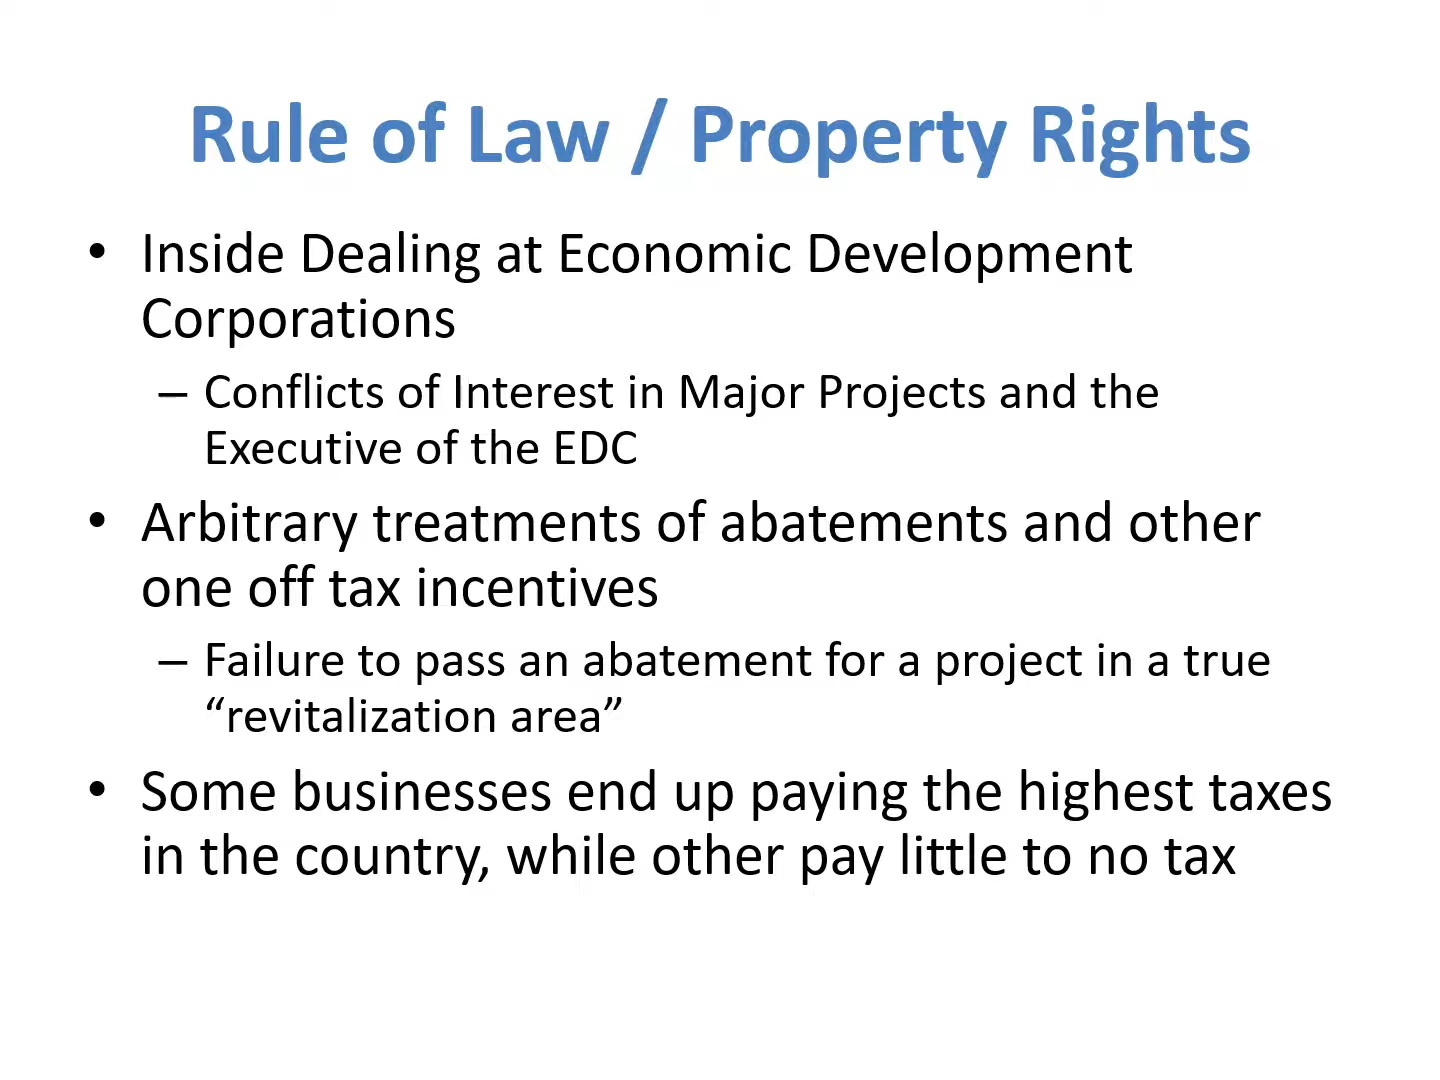 Rule of Law / Property Rights
• Inside Dealing at Economic Development
Corporations
– Conflicts of Interest in Major Projects and the
Executive of the EDC
• Arbitrary treatments of abatements and other
one off tax incentives
– Failure to pass an abatement for a project in a true
“revitalization area”
• Some businesses end up paying the highest taxes
in the country, while other pay little to no tax